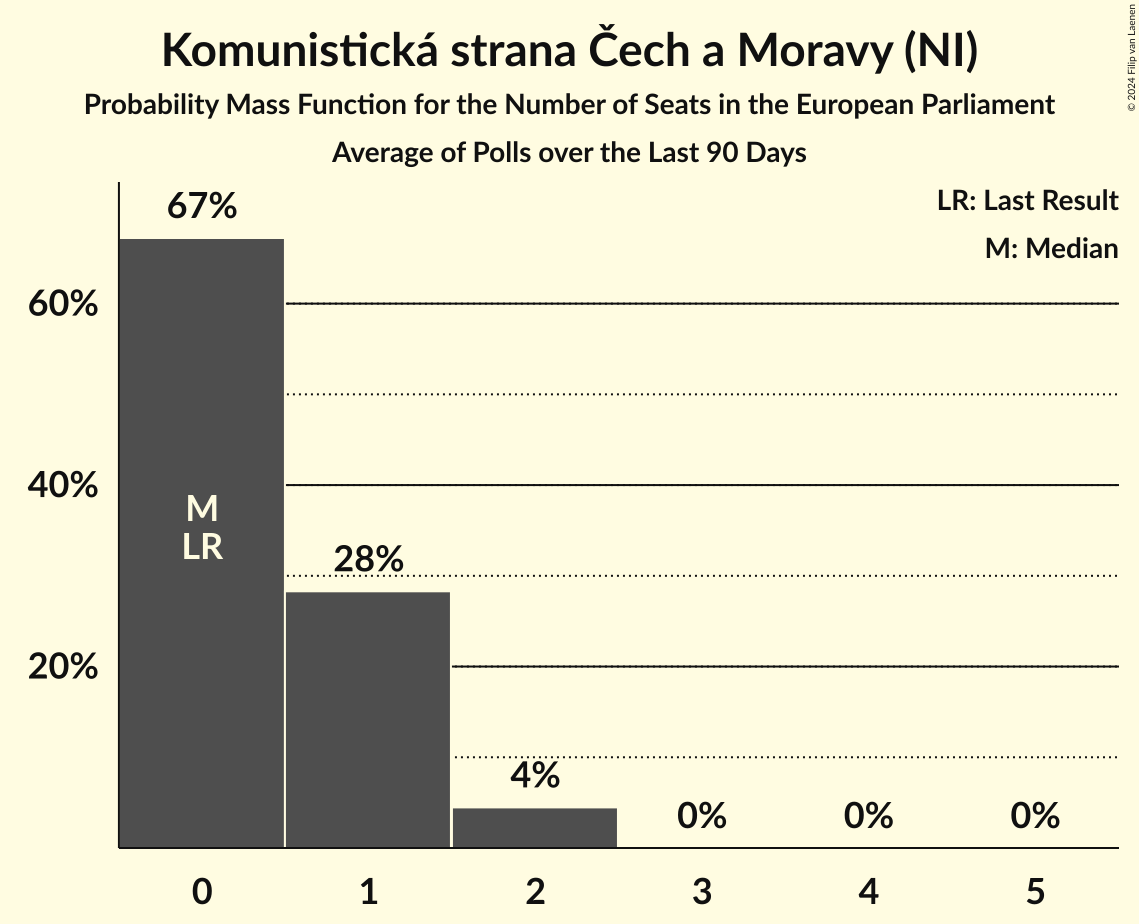 Komunistická strana Čech a Moravy (NI)
Probability Mass Function for the Number of Seats in the European Parliament
Average of Polls over the Last 90 Days
© 2024 Filip van Laenen
LR: Last Result
M: Median
67%
60%
40%
20%
M
LR
28%
4%
0%
0%
0%
0
1
2
3
4
5